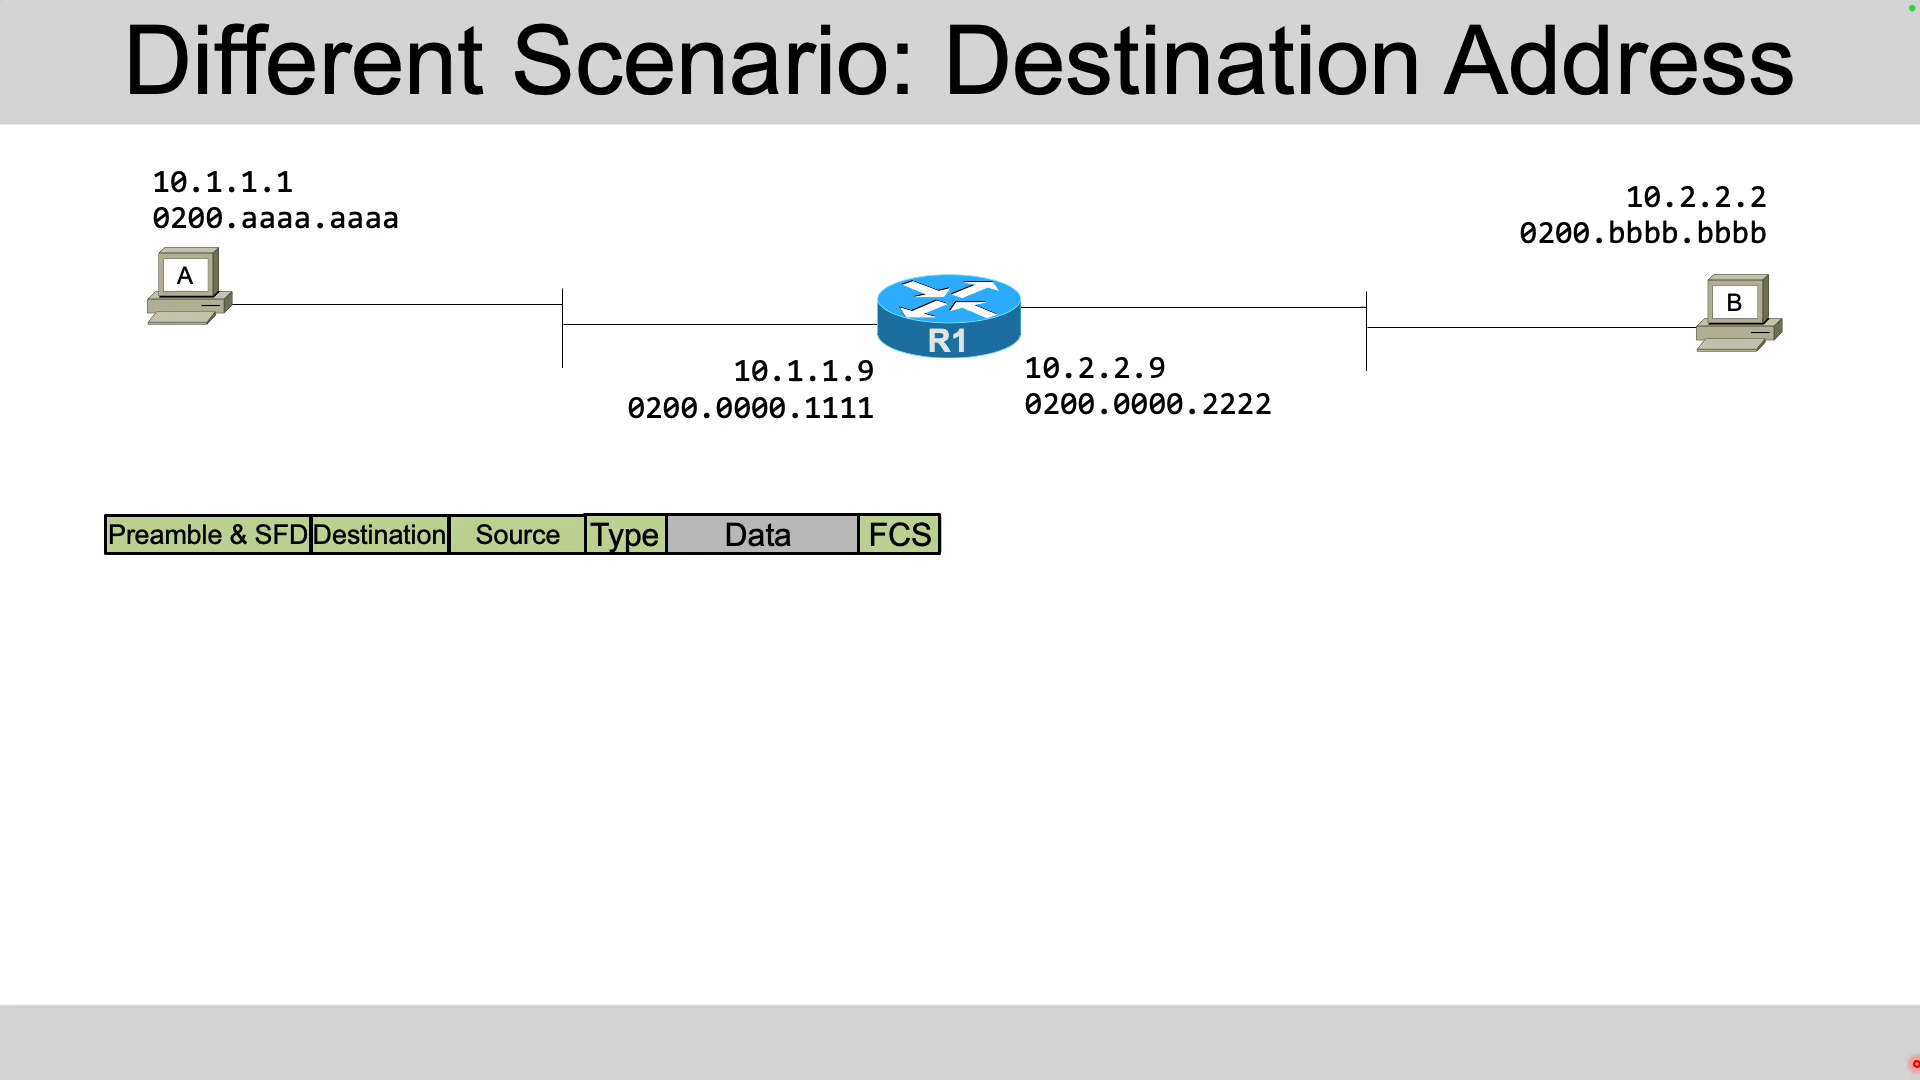 Different Scenario: Destination Address
10.1.1.1
0200.aaaa.aaaa
A
10.2.2.2
0200.bbbb.bbbb
B
R1
10.1.1.9
0200.0000.1111
10.2.2.9
0200.0000.2222
Preamble & SFD Destination Source Type Data FCS